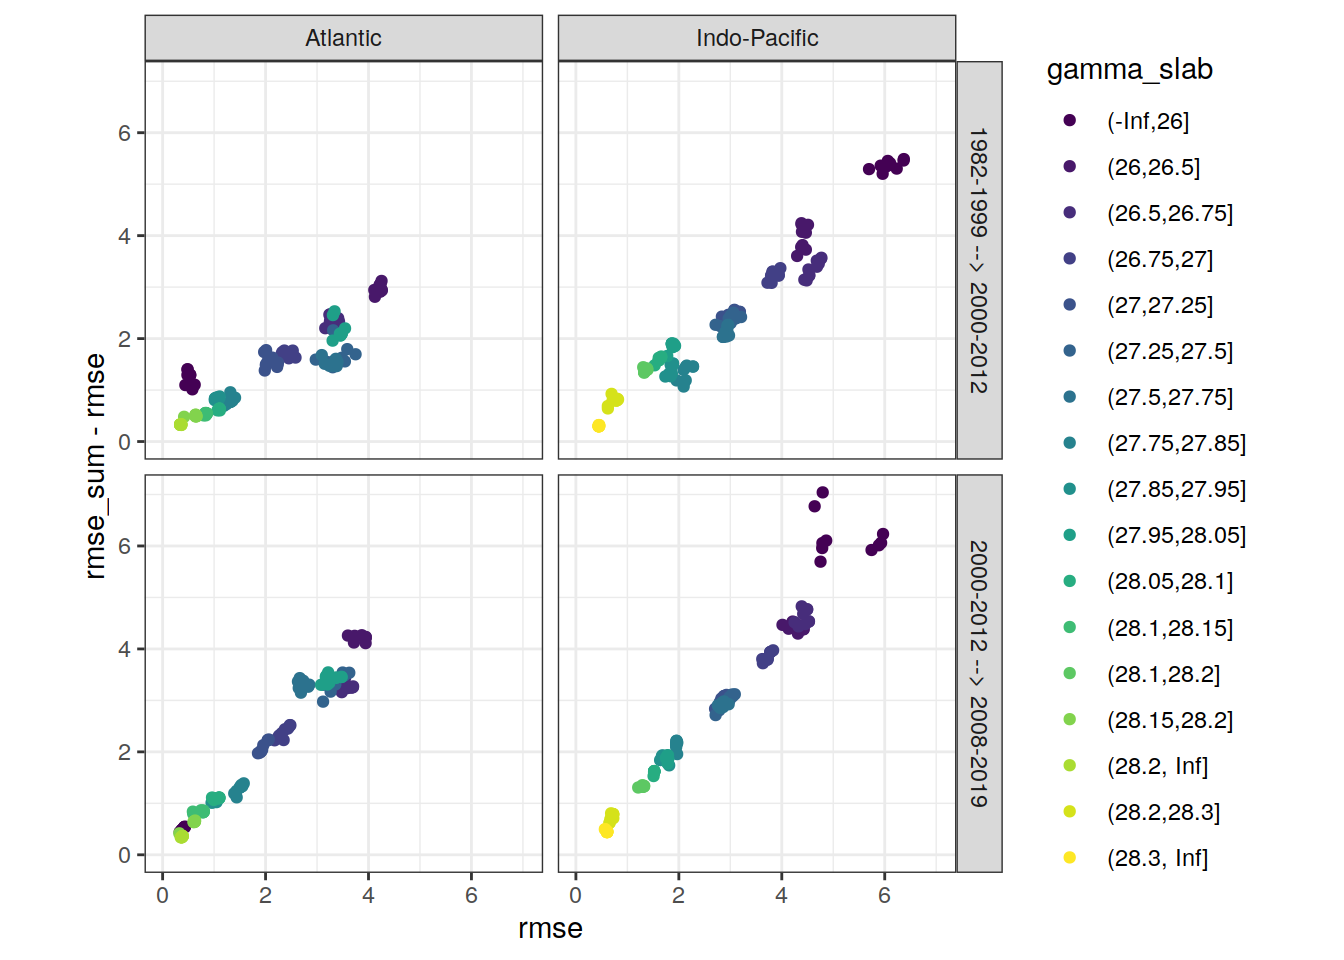 Atlantic
Indo-Pacific
6
4
2
0
1982-1999 --> 2000-2012
6
4
2
0
2000-2012 --> 2008-2019
rmse_sum - rmse
0
2
4
0
2
4
6
rmse
gamma_slab
(-Inf,26]
(26,26.5]
(26.5,26.75]
(26.75,27]
(27,27.25]
(27.25,27.5]
(27.5,27.75]
(27.75,27.85]
(27.85,27.95]
(27.95,28.05]
(28.05,28.1]
(28.1,28.15]
(28.1,28.2]
(28.15,28.2]
(28.2, Inf]
(28.2,28.3]
(28.3, Inf]